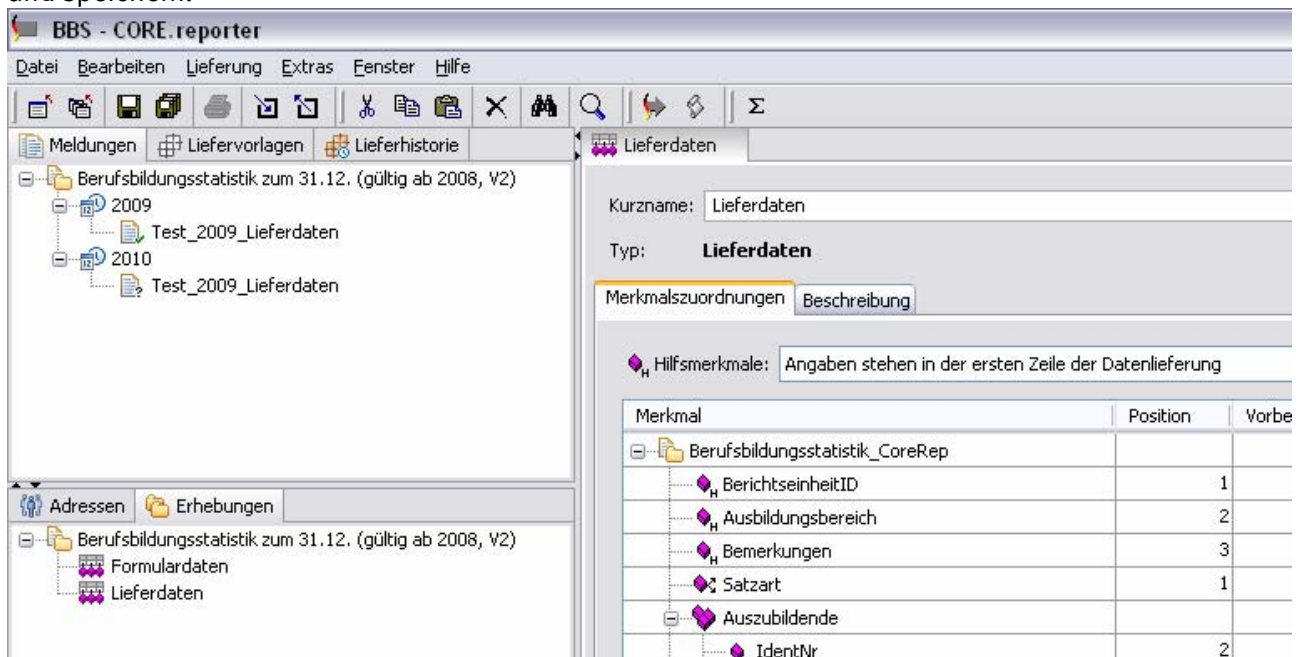 und speichern.
BBS - CORE.reporter
Datei Bearbeiten Lieferung Extras Fenster Hilfe
Σ
Meldungen Liefervorlagen Lieferhistorie
Berufsbildungsstatistik zum 31.12. (gültig ab 2008, V2)
2009
Test_2009_Lieferdaten
2010
Test_2009_Lieferdaten
Adressen Erhebungen
Berufsbildungsstatistik zum 31.12. (gültig ab 2008, V2)
Formulardaten
Lieferdaten
Lieferdaten
Kurzname: Lieferdaten
Typ: Lieferdaten
Merkmalszuordnungen Beschreibung
H Hilfsmerkmale: Angaben stehen in der ersten Zeile der Datenlieferung
Merkmal Position Vorbe
Berufsbildungsstatistik_CoreRep
H BerichtseinheitID 1
H Ausbildungsbereich 2
H Bemerkungen 3
Satzart 1
Auszubildende
IdentNr 2